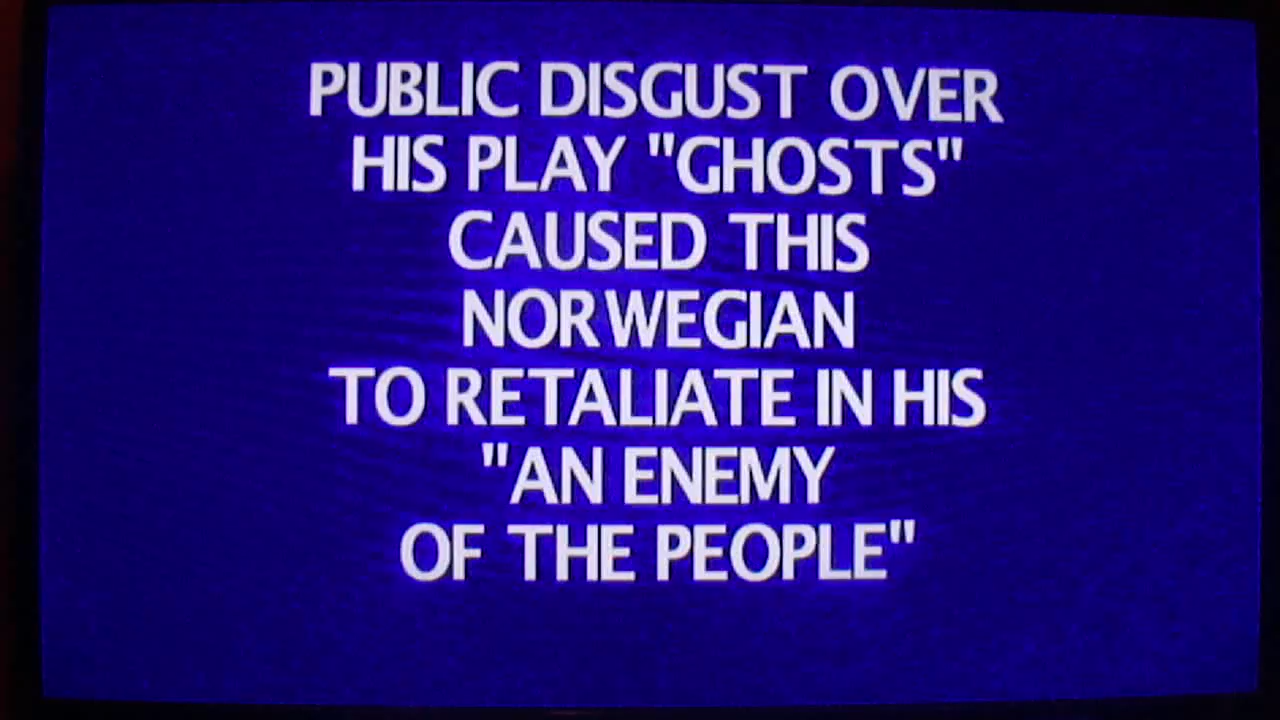 PUBLIC DISGUST OVER
HIS PLAY "GHOSTS"
CAUSED THIS
NORWEGIAN
TO RETALIATE IN HIS
"AN ENEMY
OF THE PEOPLE"